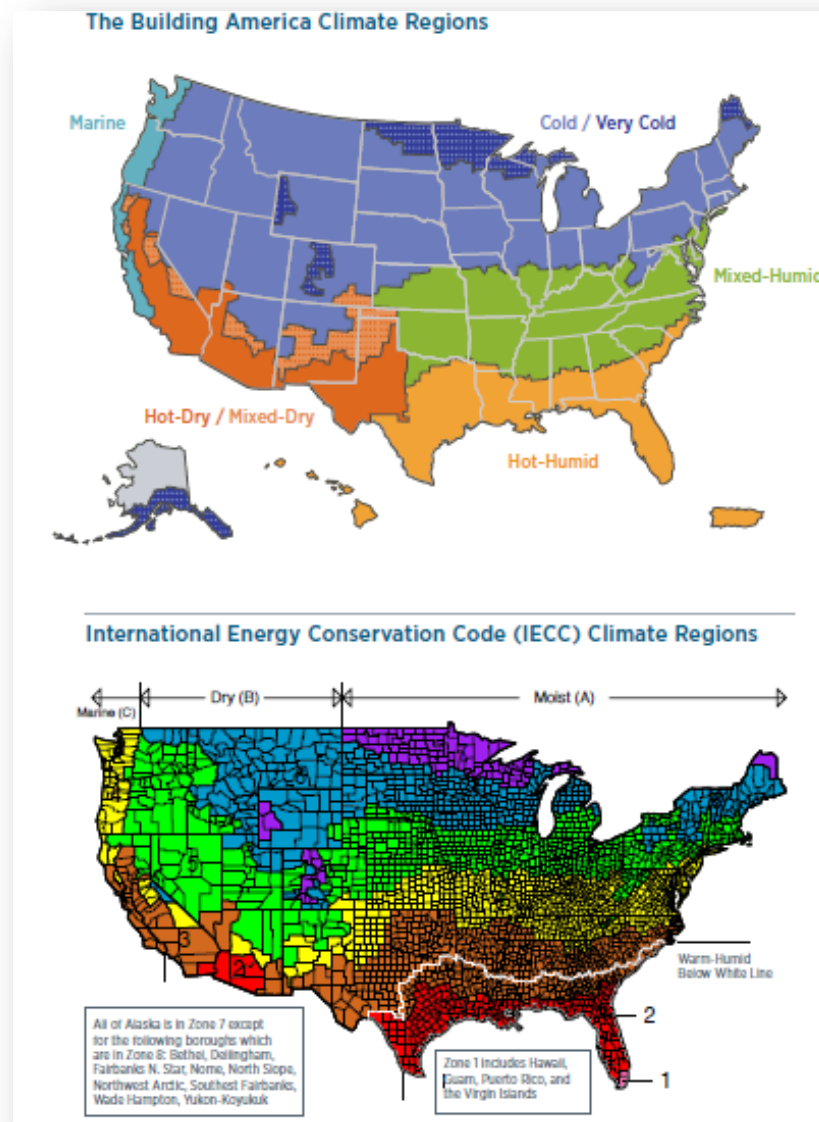 The Building America Climate Regions
Marine
Cold / Very Cold
Mixed-Humid
Hot-Dry / Mixed-Dry
Hot-Humid
International Energy Conservation Code (IECC) Climate Regions
Dry (B)
Moist (A)
Marine (C)
5
3
2
Warm-Humid
Below White Line
All of Alaska is in Zone 7 except
for the following boroughs which
are in Zone 8: Bethel, Dellingham,
Fairbanks N. Star, Nome, North Slope,
Northwest Arctic, Southest Fairbanks,
Wade Hampton, Yukon-Koyukuk
Zone 1 includes Hawaii,
Guam, Puerto Rico, and
the Virgin Islands
2
1